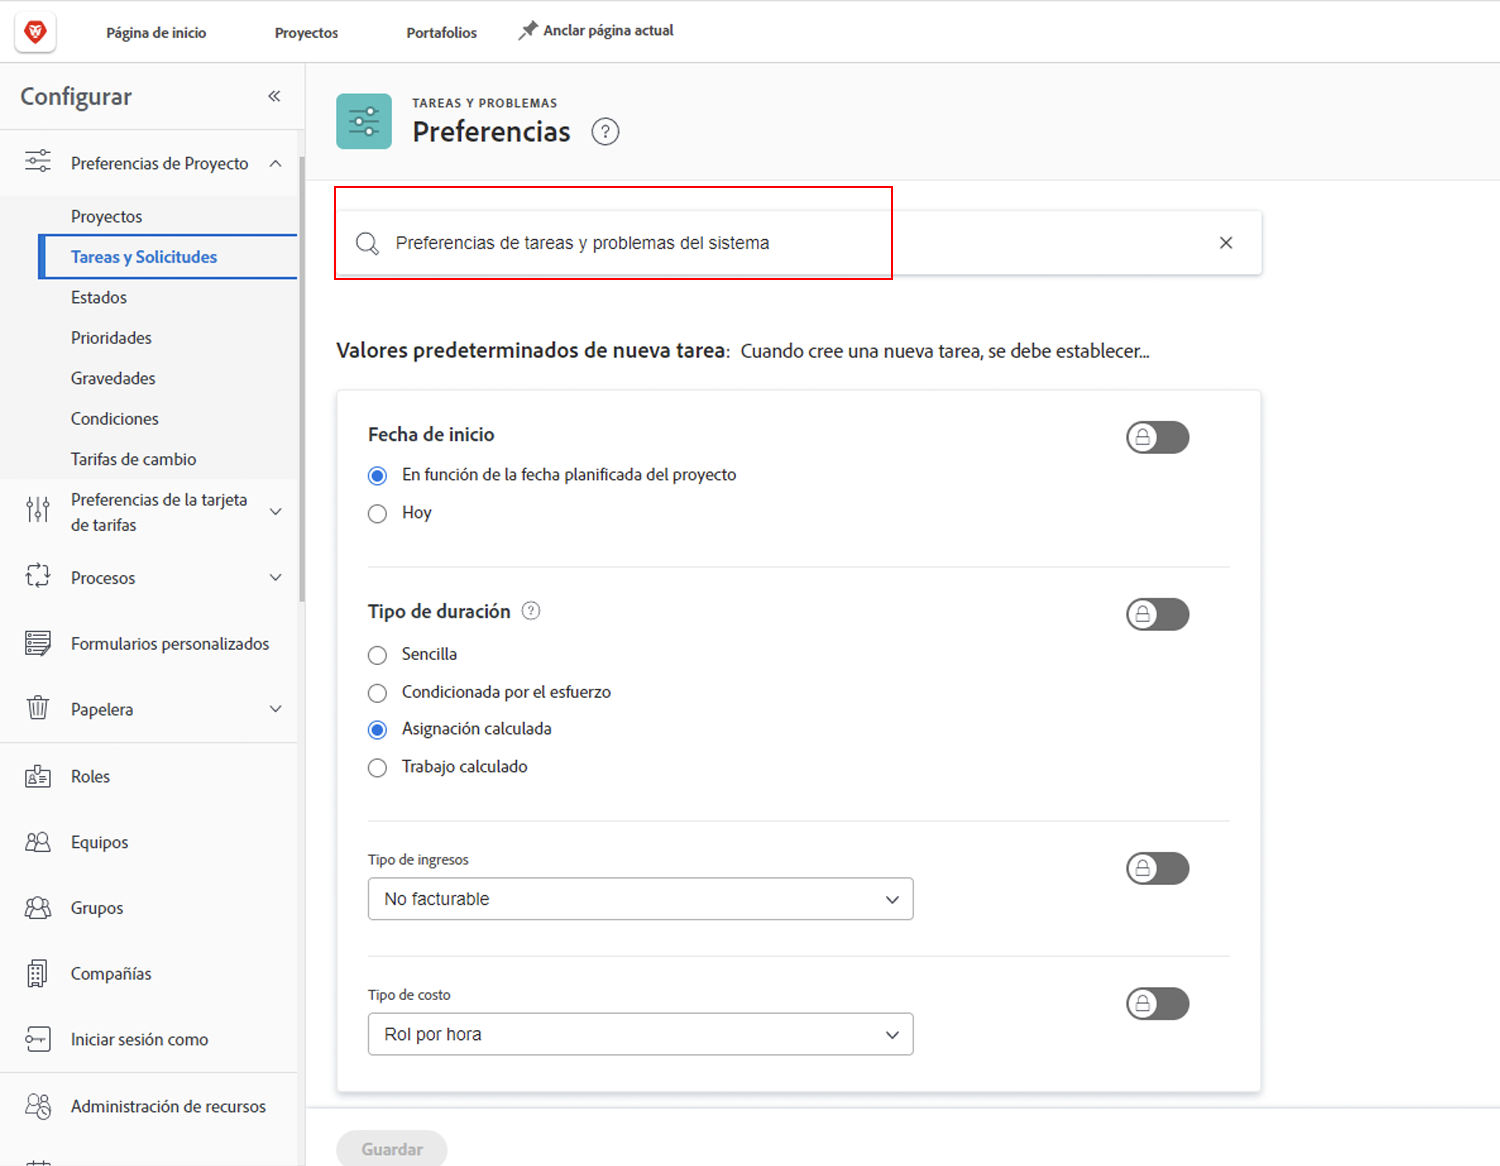 Página de inicio
Proyectos
Portafolios
Anclar página actual
Configurar
Preferencias de Proyecto
Proyectos
Tareas y Solicitudes
Estados
Prioridades
Gravedades
Condiciones
Tarifas de cambio
Preferencias de la tarjeta
de tarifas
Procesos
Formularios personalizados
Papelera
Roles
Equipos
Grupos
Compañías
Iniciar sesión como
Administración de recursos
TAREAS Y PROBLEMAS
Preferencias ?
Preferencias de tareas y problemas del sistema
Valores predeterminados de nueva tarea: Cuando cree una nueva tarea, se debe establecer...
Fecha de inicio
En función de la fecha planificada del proyecto
Hoy
Tipo de duración ?
Sencilla
Condicionada por el esfuerzo
Asignación calculada
Trabajo calculado
Tipo de ingresos
No facturable
Tipo de costo
Rol por hora
Guardar